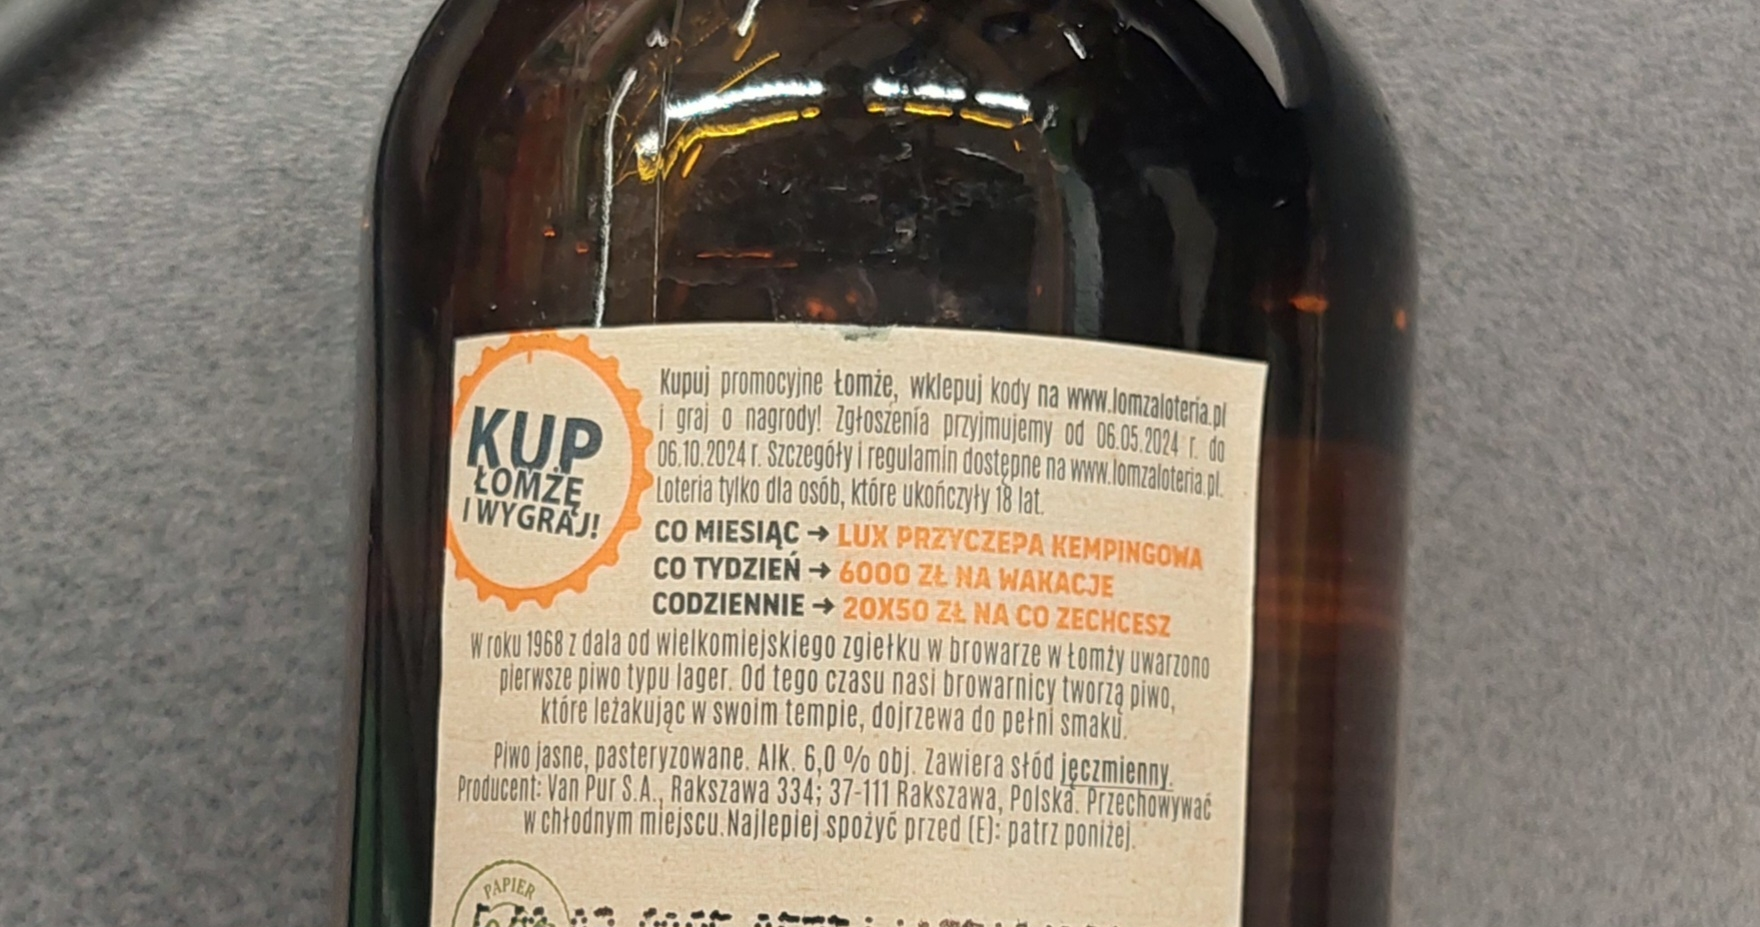 KUP
ŁOMŻĘ
I WYGRAJ!
Kupuj promocyjne Łomże, wklepuj kody na www.lomzaloteria.pl
i graj o nagrody! Zgłoszenia przyjmujemy od 06.05.2024 r. do
06.10.2024 r. Szczegóły i regulamin dostępne na www.lomzaloteria.pl.
Loteria tylko dla osób, które ukończyły 18 lat.
CO MIESIĄC → LUX PRZYCZEPA KEMPINGOWA
CO TYDZIEŃ → 6000 ZŁ NA WAKACJE
CODZIENNIE → 20X50 ZŁ NA CO ZECHCESZ
W roku 1968 z dala od wielkomiejskiego zgiełku w browarze w Łomży uwarzono
pierwsze piwo typu lager. Od tego czasu nasi browarnicy tworzą piwo,
które leżakując w swoim tempie, dojrzewa do pełni smaku.
Piwo jasne, pasteryzowane. Alk. 6,0 % obj. Zawiera słód jęczmienny.
Producent: Van Pur S.A., Rakszawa 334; 37-111 Rakszawa, Polska. Przechowywać
w chłodnym miejscu. Najlepiej spożyć przed (E): patrz poniżej.
PAPIER